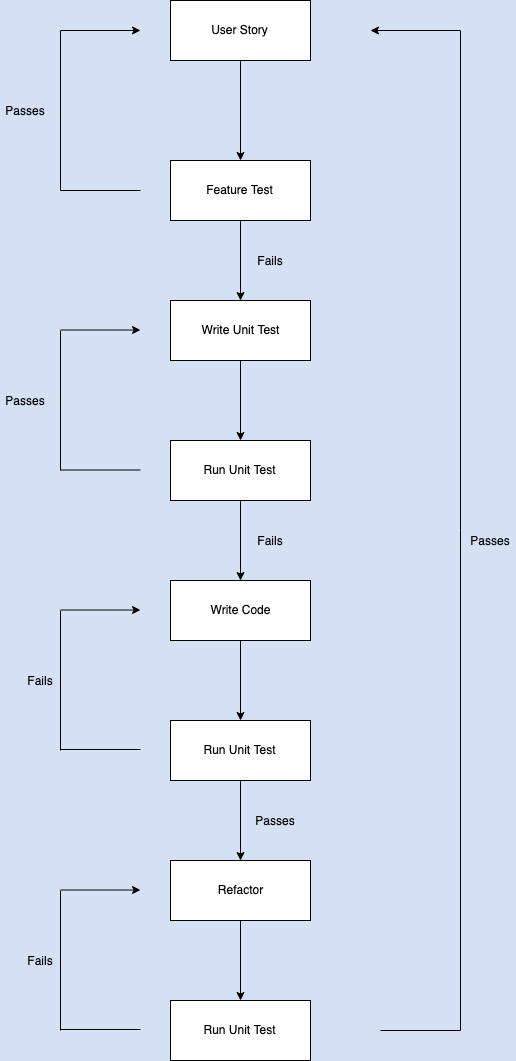 User Story
Passes
Feature Test
Fails
Write Unit Test
Passes
Run Unit Test
Fails
Passes
Write Code
Fails
Run Unit Test
Passes
Refactor
Fails
Run Unit Test